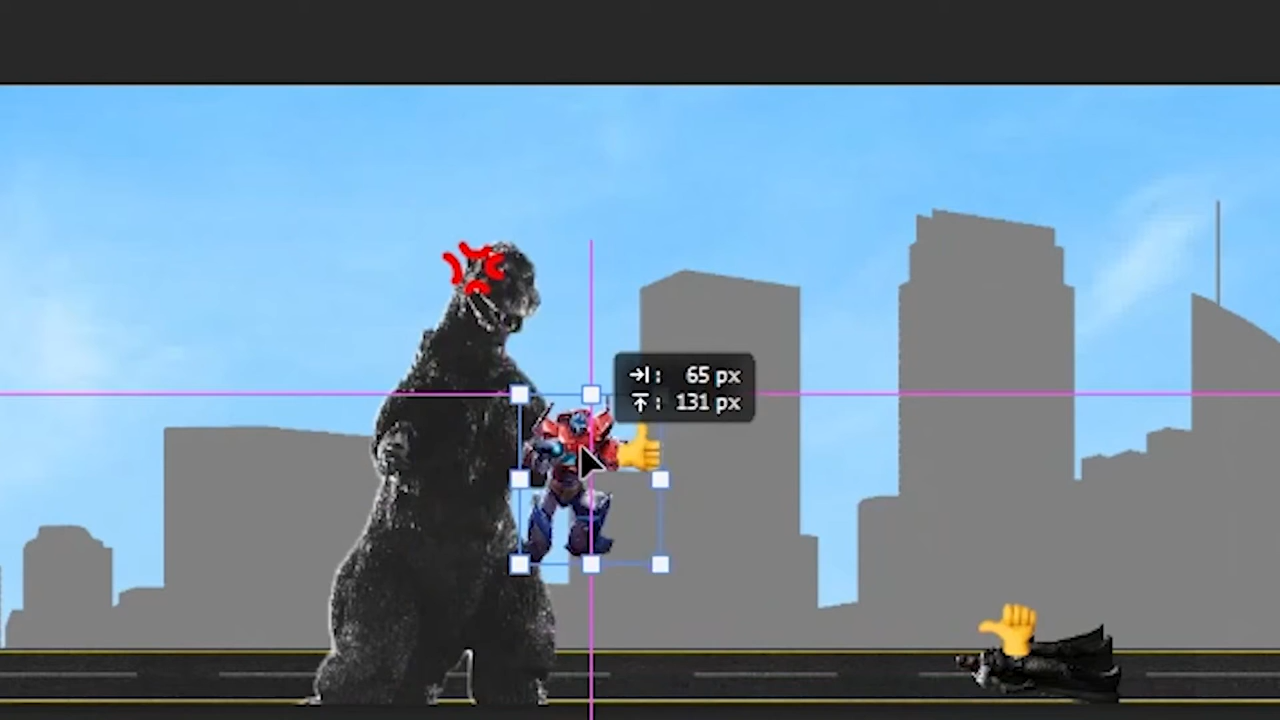 →| : 65 px
↑ : 131 px